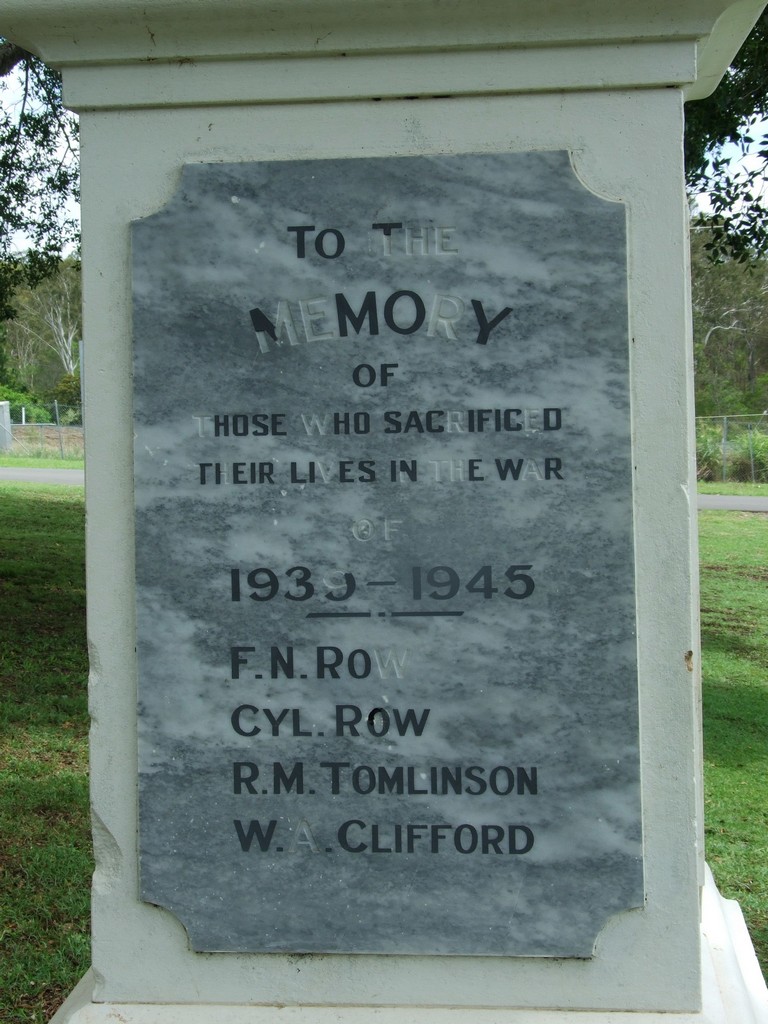 TO THE
MEMORY
OF
THOSE WHO SACRIFICED
THEIR LIVES IN THE WAR
OF
1939-1945
F.N. ROW
CYL. ROW
R.M. TOMLINSON
W.A. CLIFFORD